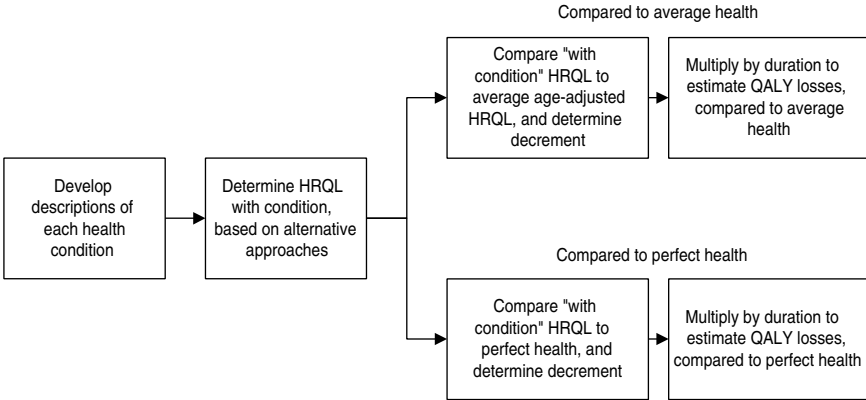 Compared to average health
Compare "with
condition" HRQL to
average age-adjusted
HRQL, and determine
decrement
Multiply by duration to
estimate QALY losses,
compared to average
health
Develop
descriptions of
each health
condition
Determine HRQL
with condition,
based on alternative
approaches
Compared to perfect health
Compare "with
condition" HRQL to
perfect health, and
determine decrement
Multiply by duration to
estimate QALY losses,
compared to perfect health